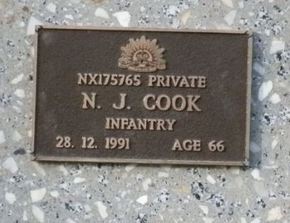 NX175765 PRIVATE
N. J. COOK
INFANTRY
28. 12. 1991 AGE 66